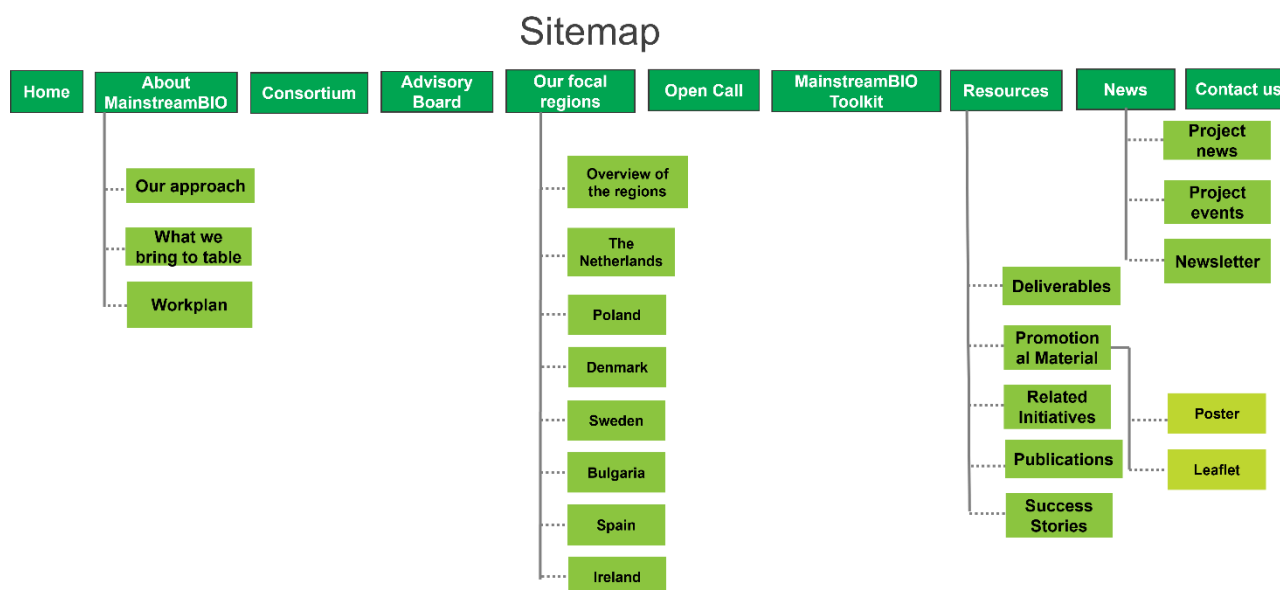 Sitemap
Home
About
MainstreamBIO
Consortium
Advisory
Board
Our focal
regions
Open Call
MainstreamBIO
Toolkit
Resources
News
Contact us
Our approach
What we
bring to table
Workplan
Overview of
the regions
The
Netherlands
Poland
Denmark
Sweden
Bulgaria
Spain
Ireland
Deliverables
Promotion
al Material
Related
Initiatives
Publications
Success
Stories
Poster
Leaflet
Project
news
Project
events
Newsletter